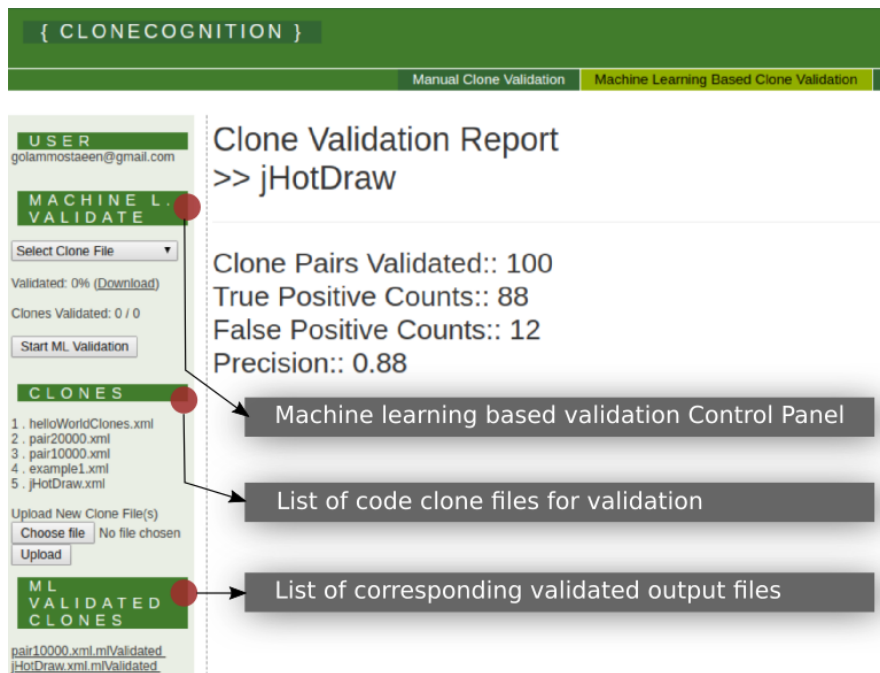 { CLONECOGNITION }
Manual Clone Validation
Machine Learning Based Clone Validation
USER
golammostaeen@gmail.com
MACHINE L.
VALIDATE
Select Clone File
Validated: 0% (Download)
Clones Validated: 0 / 0
Start ML Validation
CLONES
1 . helloWorldClones.xml
2 . pair20000.xml
3 . pair10000.xml
4 . example1.xml
5 . jHotDraw.xml
Upload New Clone File(s)
Choose file No file chosen
Upload
ML
VALIDATED
CLONES
pair10000.xml.mlValidated
jHotDraw.xml.mlValidated
Clone Validation Report
>> jHotDraw
Clone Pairs Validated:: 100
True Positive Counts:: 88
False Positive Counts:: 12
Precision:: 0.88
Machine learning based validation Control Panel
List of code clone files for validation
List of corresponding validated output files